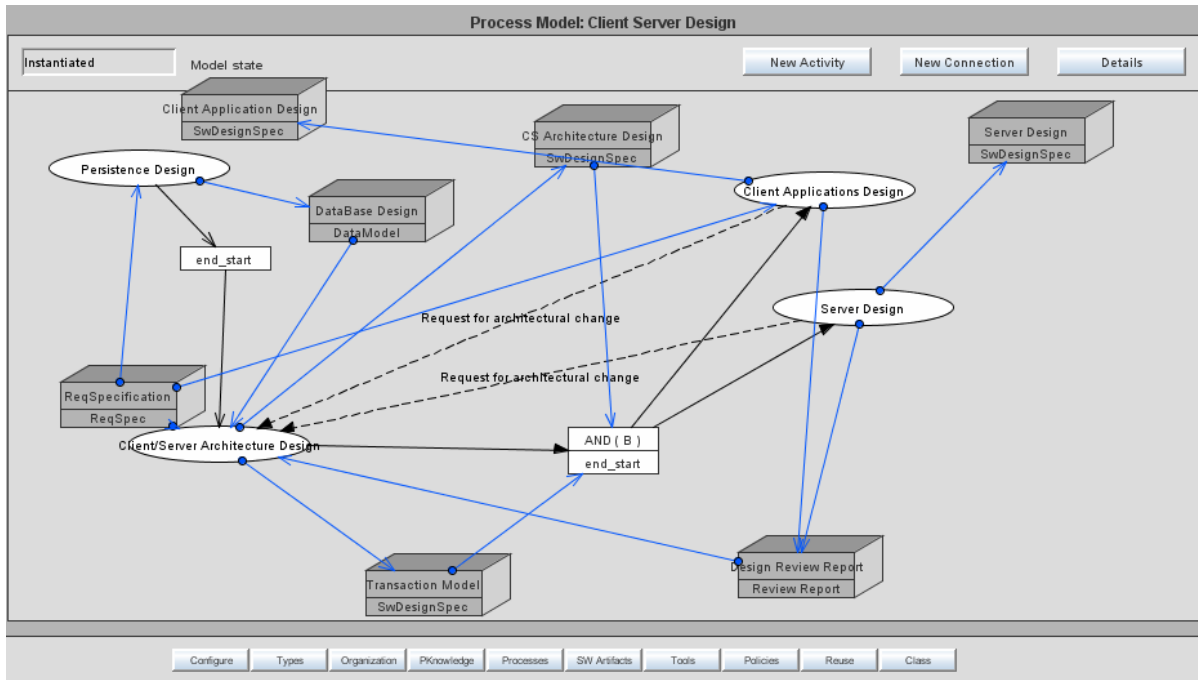 Process Model: Client Server Design
Instantiated
Model state
New Activity
New Connection
Details
Client Application Design
SwDesignSpec
CS Architecture Design
SwDesignSpec
Server Design
SwDesignSpec
Persistence Design
Client Applications Design
DataBase Design
DataModel
end_start
Server Design
Request for architectural change
Request for architectural change
ReqSpecification
ReqSpec
Client/Server Architecture Design
AND ( B )
end_start
Design Review Report
Review Report
Transaction Model
SwDesignSpec
Configure
Types
Organization
PKnowledge
Processes
SW Artifacts
Tools
Policies
Reuse
Class